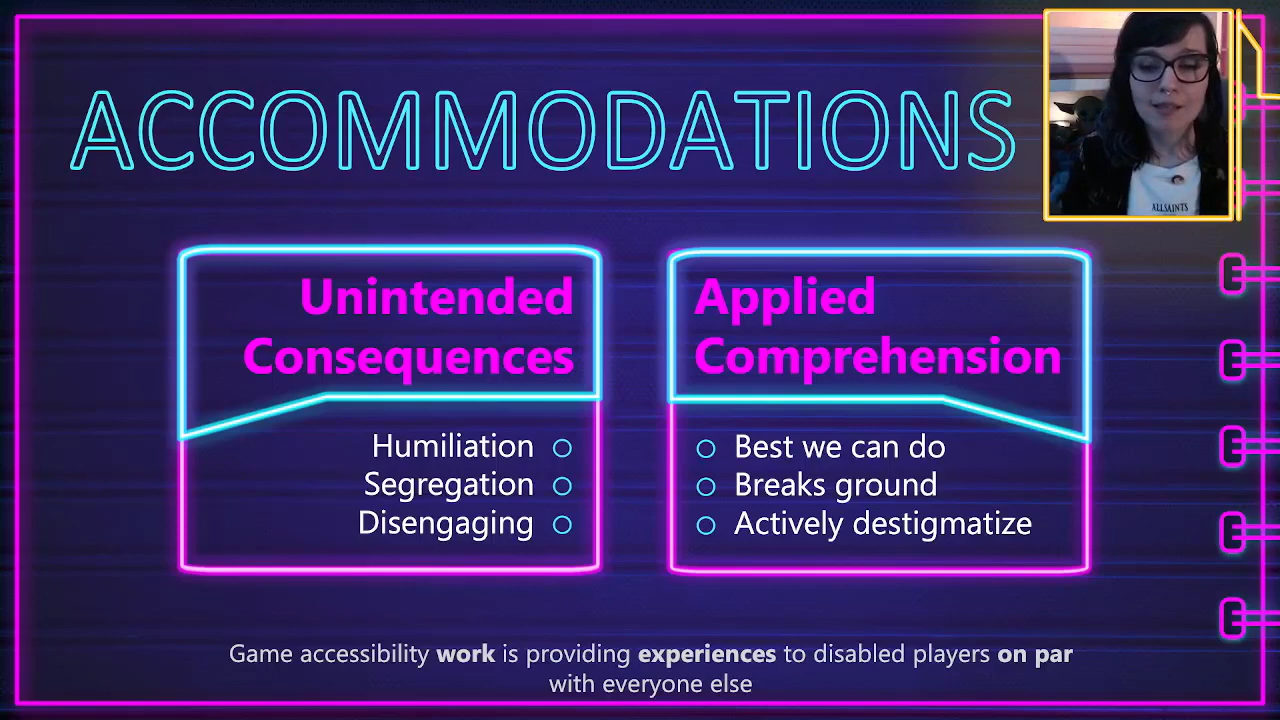 ACCOMMODATIONS
ALLSAINTS
Unintended
Consequences
Humiliation
Segregation
Disengaging
Applied
Comprehension
Best we can do
Breaks ground
Actively destigmatize
Game accessibility work is providing experiences to disabled players on par
with everyone else